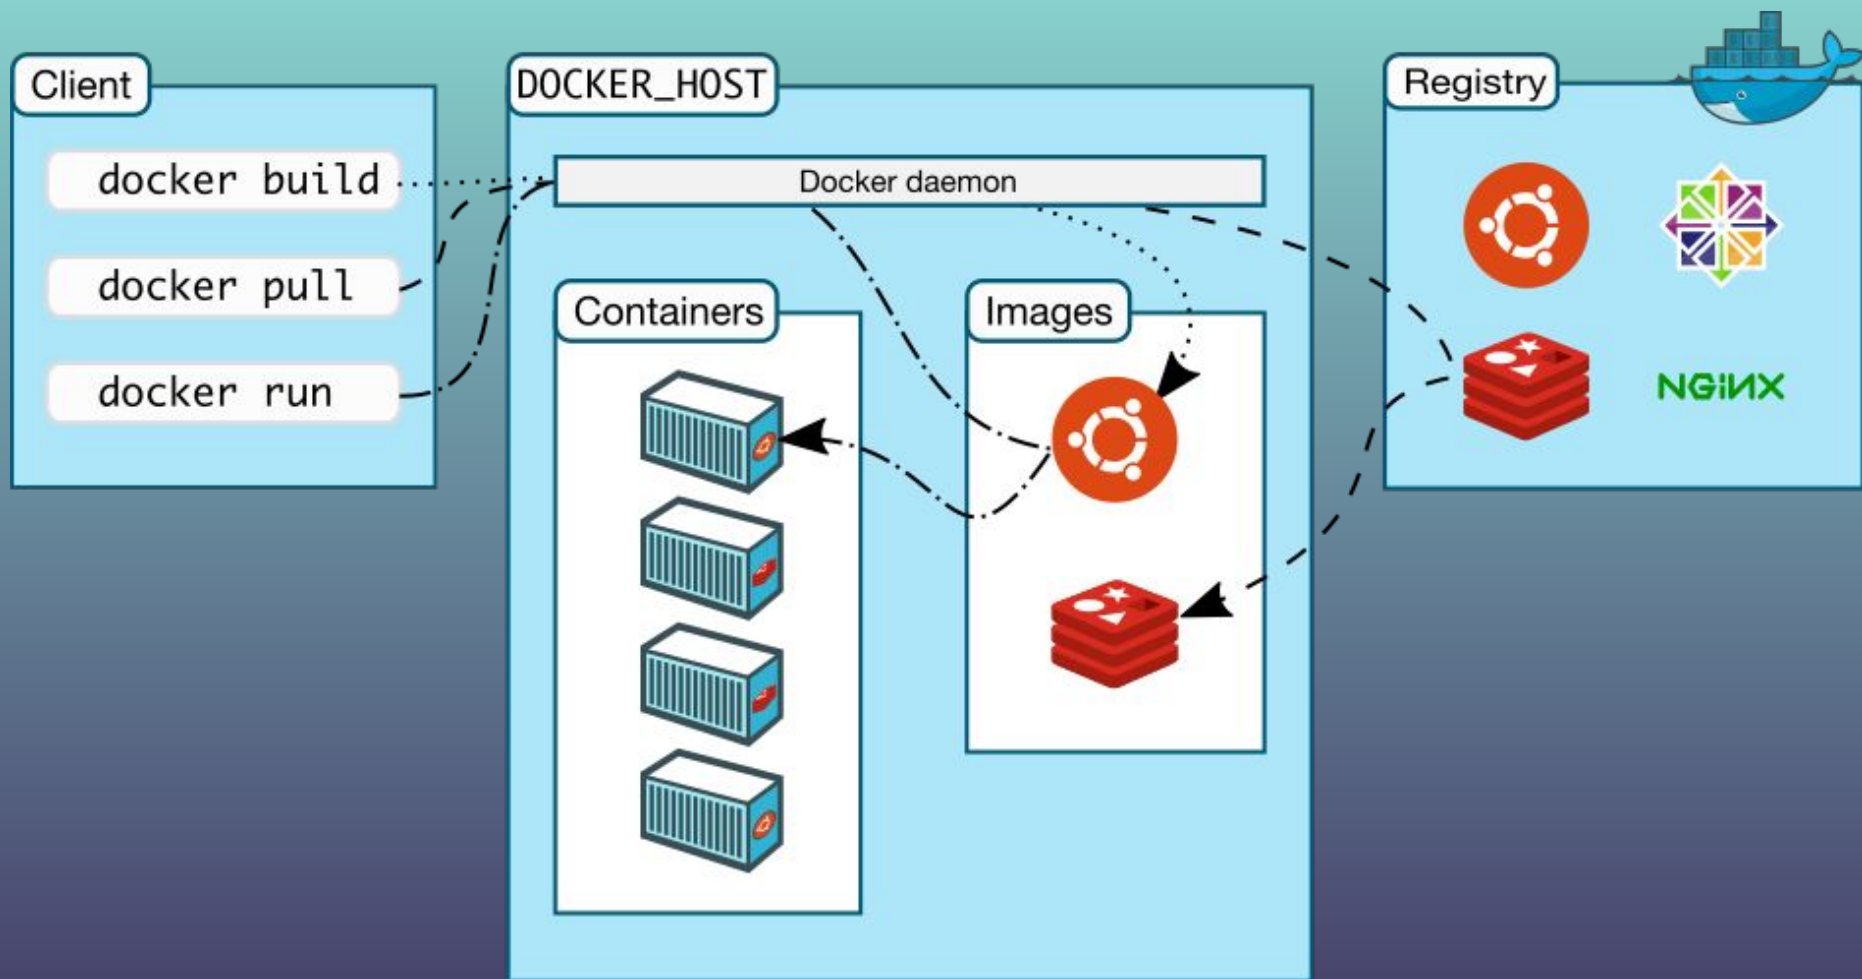 Client
docker build
docker pull
docker run
DOCKER_HOST
Docker daemon
Containers
Images
Registry
NGiNX